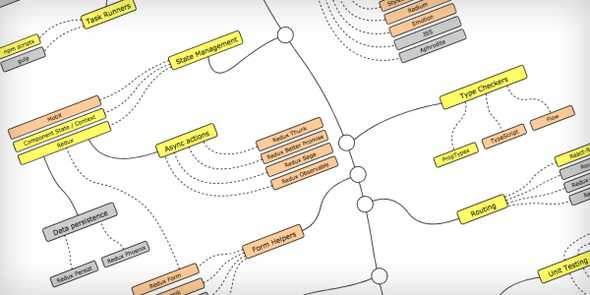 Task Runners
npm scripts
gulp
State Management
MobX
Component State / Context
Redux
Async actions
Redux Thunk
Redux Better Promise
Redux Saga
Redux Observable
Data persistence
Redux Persist
Redux Phoenix
Form Helpers
Redux Form
Radium
Emotion
JSS
Aphrodite
Type Checkers
PropTypes
TypeScript
Flow
Routing
React-R
Redux
Unit Testing